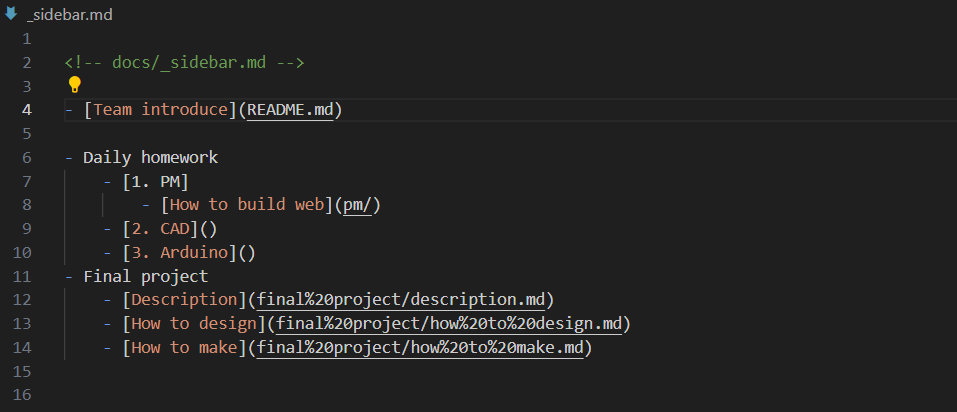 _sidebar.md
1
2 <!-- docs/_sidebar.md -->
3
4 - [Team introduce](README.md)
5
6 - Daily homework
7 - [1. PM]
8 - [How to build web](pm/)
9 - [2. CAD]()
10 - [3. Arduino]()
11 - Final project
12 - [Description](final%20project/description.md)
13 - [How to design](final%20project/how%20to%20design.md)
14 - [How to make](final%20project/how%20to%20make.md)
15
16